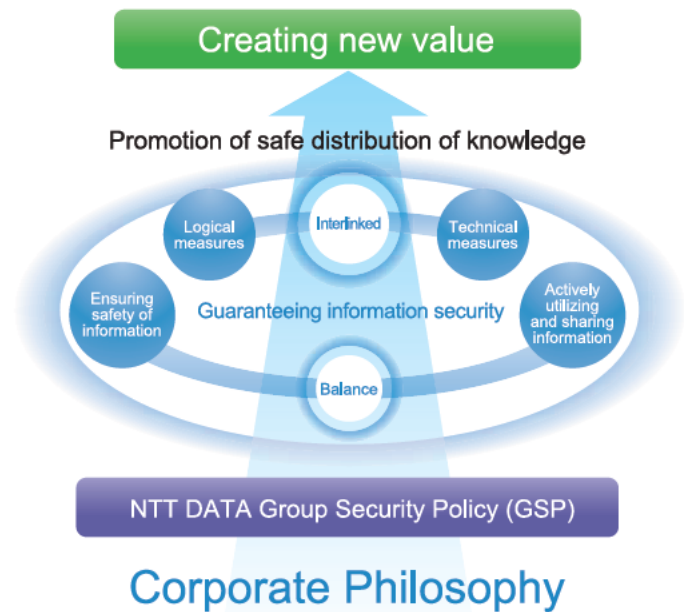 Creating new value
Promotion of safe distribution of knowledge
Logical
measures
Interlinked
Technical
measures
Ensuring
safety of
information
Guaranteeing information security
Actively
utilizing
and sharing
information
Balance
NTT DATA Group Security Policy (GSP)
Corporate Philosophy